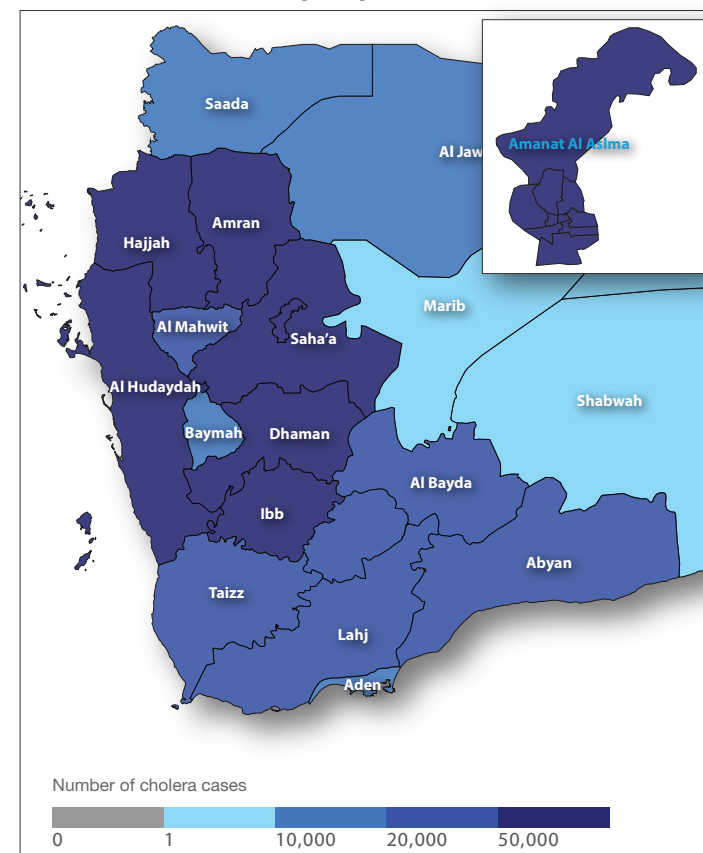 Saada
Al Jaw
Amanat Al Aslma
Amran
Hajjah
Marib
Al Mahwit
Saha'a
Al Hudaydah
Shabwah
Baymah
Dhaman
Al Bayda
Ibb
Abyan
Taizz
Lahj
Aden
Number of cholera cases
0 1 10,000 20,000 50,000